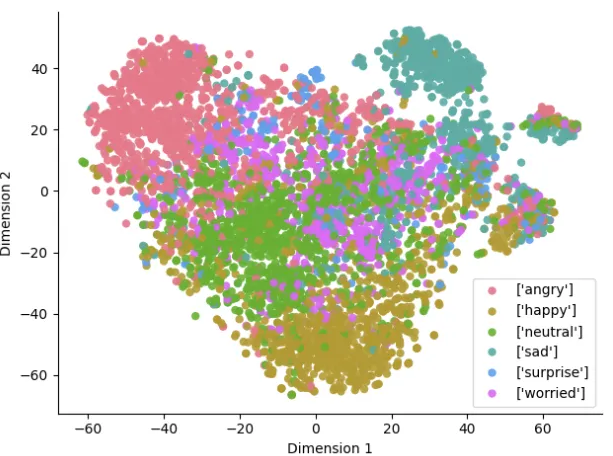 Dimension 2
40
20
0
−20
−40
−60
['angry']
['happy']
['neutral']
['sad']
['surprise']
['worried']
−60 −40 −20 0 20 40 60
Dimension 1